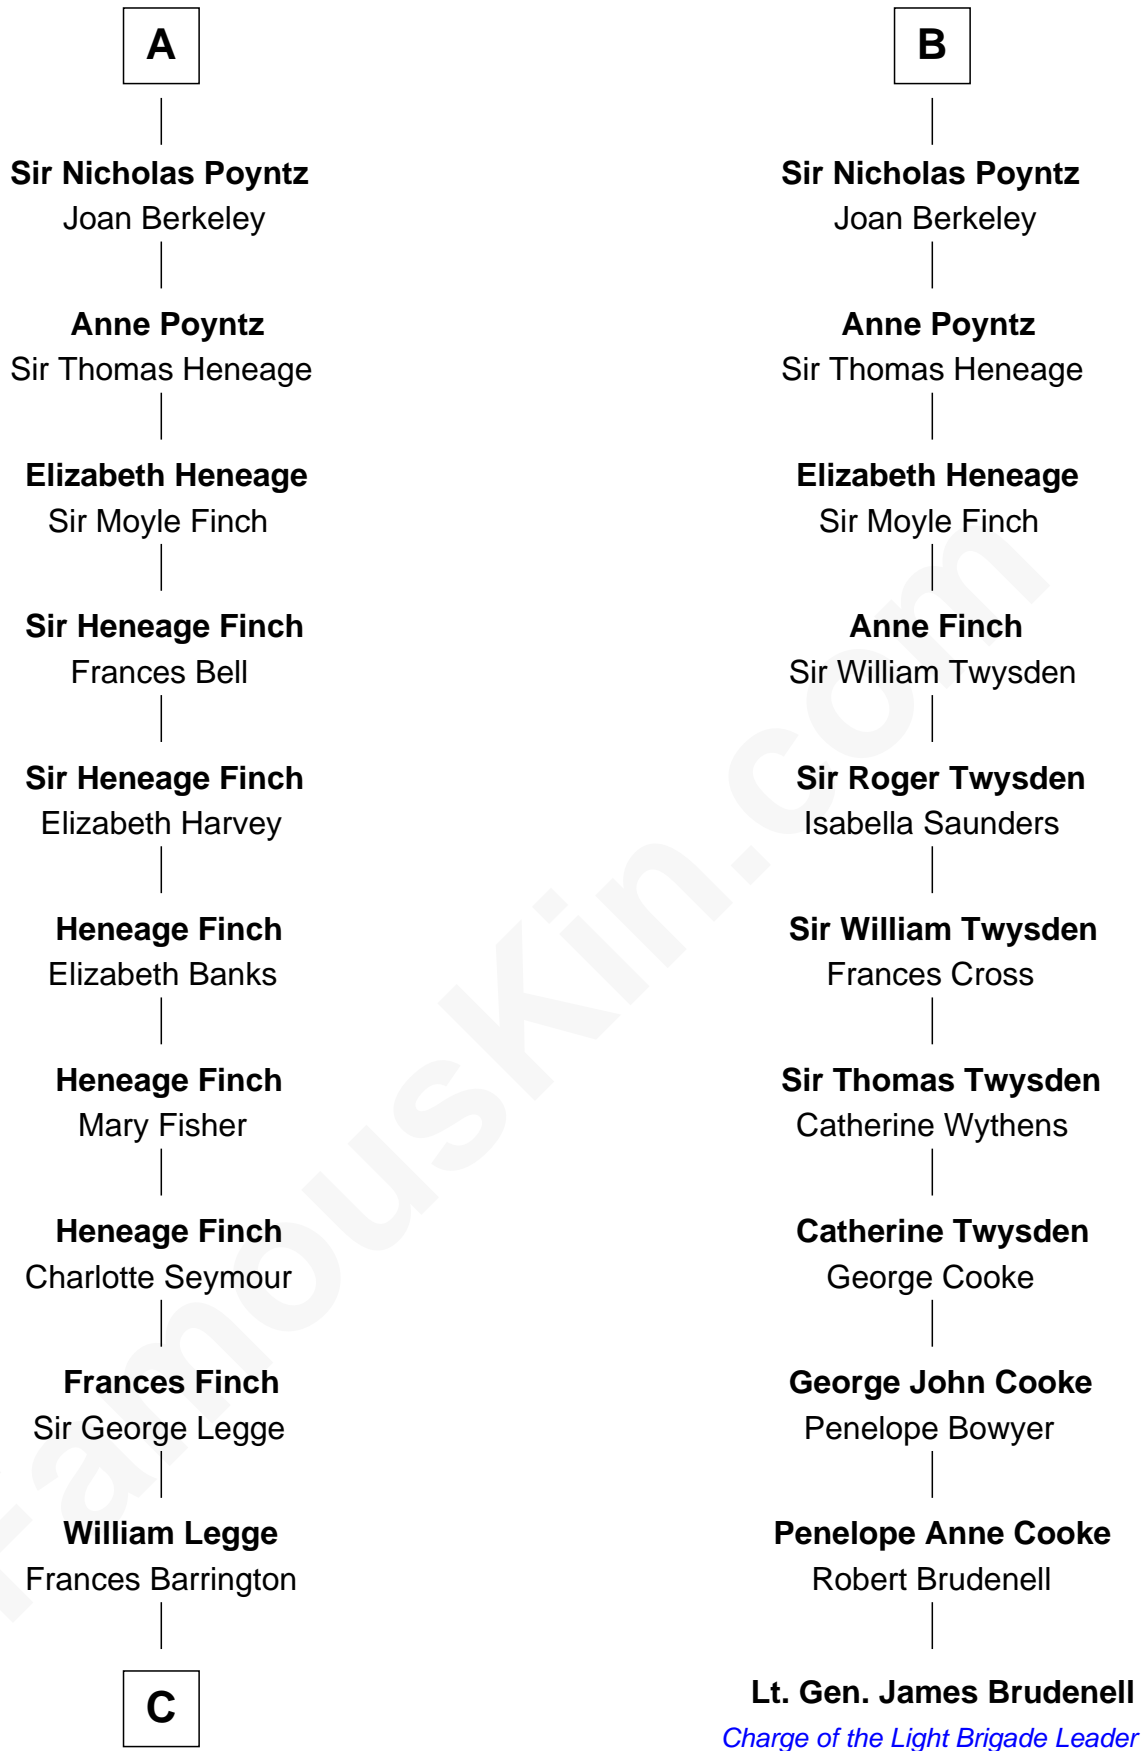 A
Sir Nicholas Poyntz
Joan Berkeley
Anne Poyntz
Sir Thomas Heneage
Elizabeth Heneage
Sir Moyle Finch
Sir Heneage Finch
Frances Bell
Sir Heneage Finch
Elizabeth Harvey
Heneage Finch
Elizabeth Banks
Heneage Finch
Mary Fisher
Heneage Finch
Charlotte Seymour
Frances Finch
Sir George Legge
William Legge
Frances Barrington
C
B
Sir Nicholas Poyntz
Joan Berkeley
Anne Poyntz
Sir Thomas Heneage
Elizabeth Heneage
Sir Moyle Finch
Anne Finch
Sir William Twysden
Sir Roger Twysden
Isabella Saunders
Sir William Twysden
Frances Cross
Sir Thomas Twysden
Catherine Wythens
Catherine Twysden
George Cooke
George John Cooke
Penelope Bowyer
Penelope Anne Cooke
Robert Brudenell
Lt. Gen. James Brudenell
Charge of the Light Brigade Leader
FamousKin.com